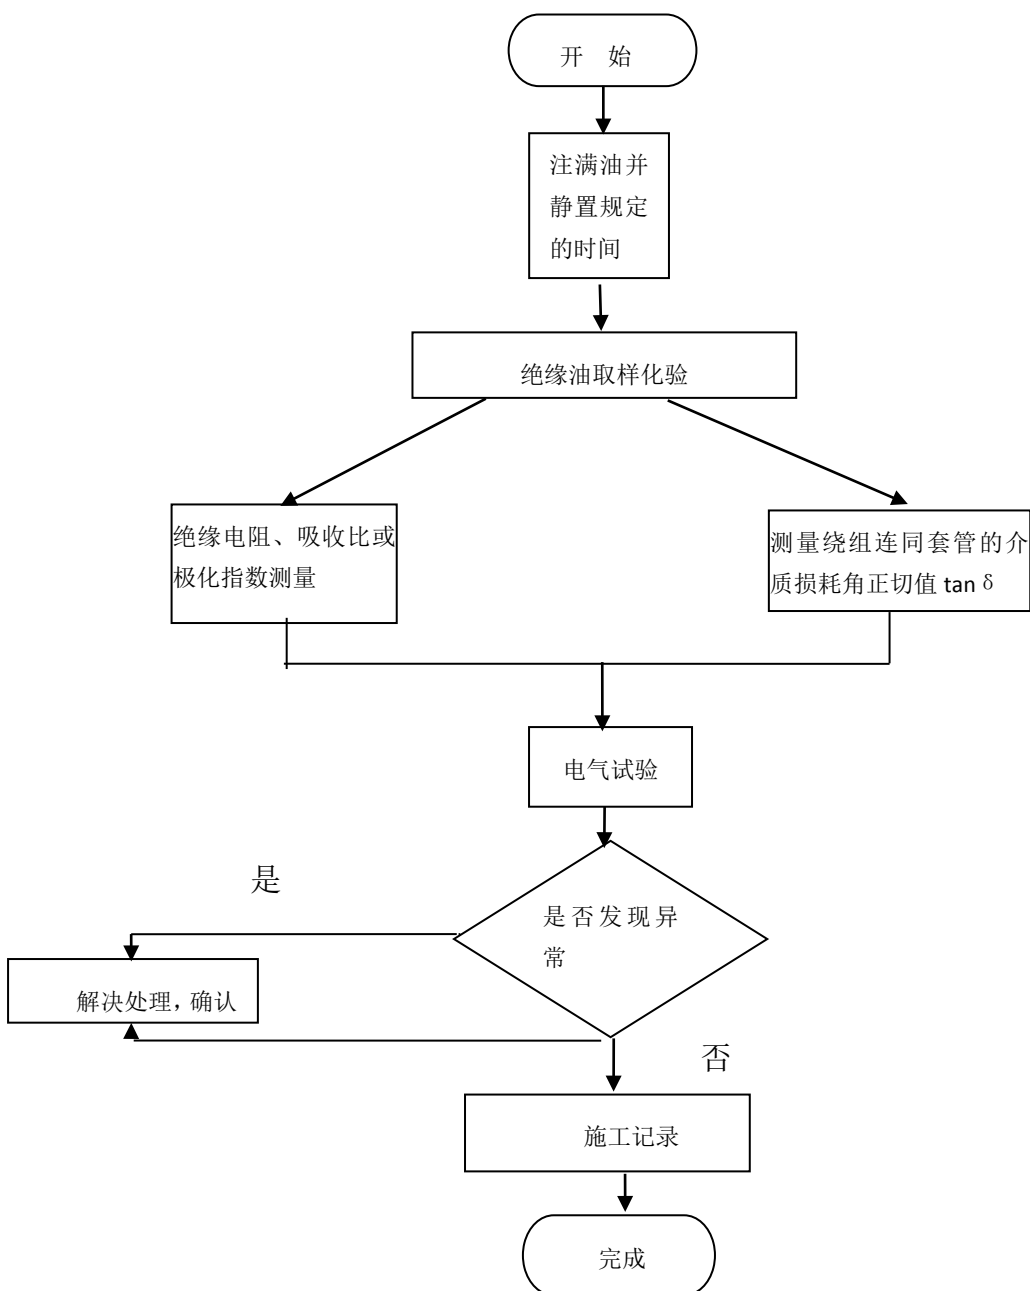 开 始
注满油并
静置规定
的时间
绝缘油取样化验
绝缘电阻、吸收比或
极化指数测量
测量绕组连同套管的介
质损耗角正切值 tan δ
电气试验
是
是否发现异
常
解决处理，确认
否
施工记录
完成